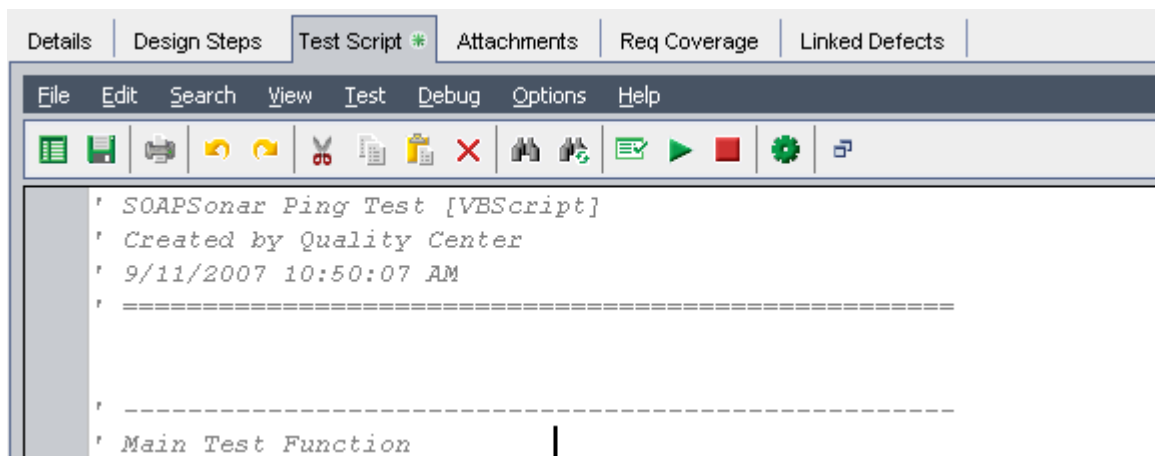 Details Design Steps Test Script * Attachments Req Coverage Linked Defects
File Edit Search View Test Debug Options Help
' SOAPSonar Ping Test [VBScript]
' Created by Quality Center
' 9/11/2007 10:50:07 AM
' ====================================================
' ----------------------------------------------------
' Main Test Function